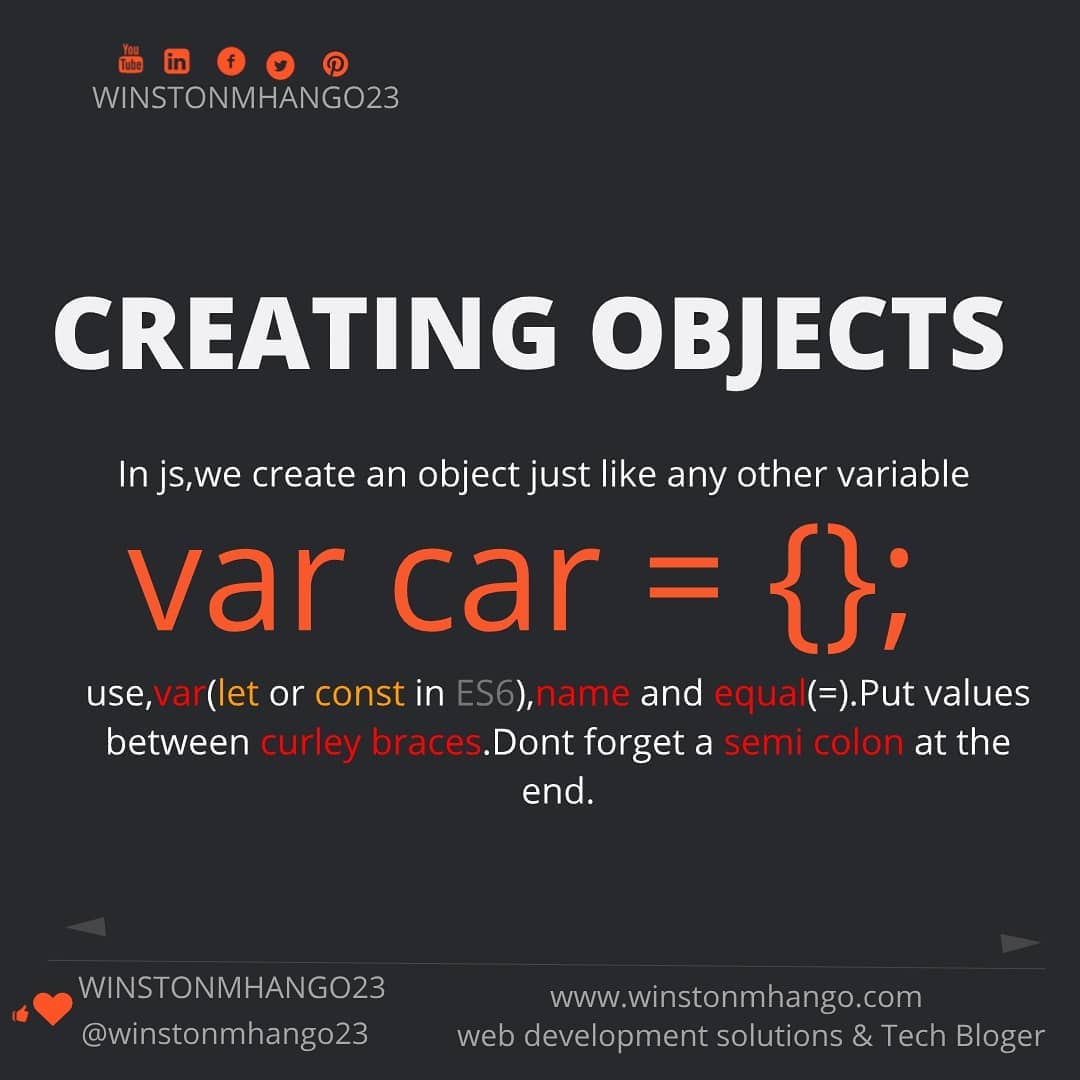 You
Tube
in
f
WINSTONMHANGO23
CREATING OBJECTS
In js,we create an object just like any other variable
var car = {};
use,var(let or const in ES6),name and equal(=).Put values
between curley braces.Dont forget a semi colon at the
end.
WINSTONMHANGO23
@winstonmhango23
www.winstonmhango.com
web development solutions & Tech Bloger